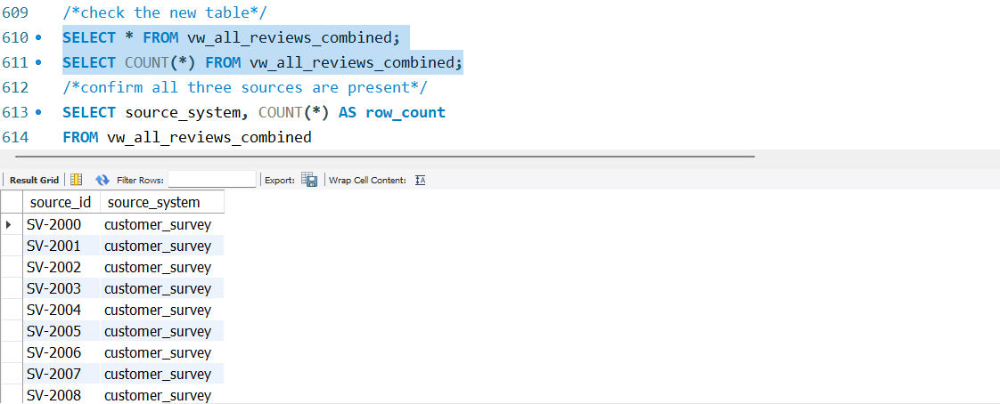 609 /*check the new table*/
610 SELECT * FROM vw_all_reviews_combined;
611 SELECT COUNT(*) FROM vw_all_reviews_combined;
612 /*confirm all three sources are present*/
613 SELECT source_system, COUNT(*) AS row_count
614 FROM vw_all_reviews_combined
Result Grid Filter Rows: Export: Wrap Cell Content: IA
source_id source_system
SV-2000 customer_survey
SV-2001 customer_survey
SV-2002 customer_survey
SV-2003 customer_survey
SV-2004 customer_survey
SV-2005 customer_survey
SV-2006 customer_survey
SV-2007 customer_survey
SV-2008 customer_survey